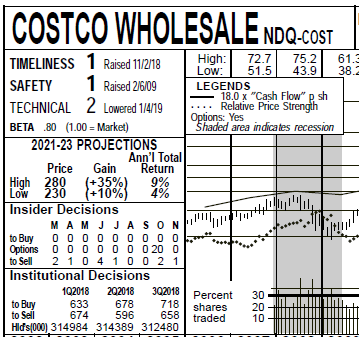 COSTCO WHOLESALE NDQ-COST
TIMELINESS 1 Raised 11/2/18
SAFETY 1 Raised 2/6/09
TECHNICAL 2 Lowered 1/4/19
BETA .80 (1.00 = Market)
High: 72.7 75.2 61.3
Low: 51.5 43.9 38.2
LEGENDS
18.0 x "Cash Flow" p sh
.... Relative Price Strength
Options: Yes
Shaded area indicates recession
2021-23 PROJECTIONS
Ann'l Total
Price Gain Return
High 280 (+35%) 9%
Low 230 (+10%) 4%
Insider Decisions
M A M J J A S O N
to Buy 0 0 0 0 0 0 0 0 0
Options 0 0 0 0 0 0 0 20 0
to Sell 2 1 0 4 1 0 0 2 1
Institutional Decisions
1Q2018 2Q2018 3Q2018
to Buy 633 678 718
to Sell 674 596 658
Hld's(000) 314984 314389 312480
Percent 30
shares 20
traded 10